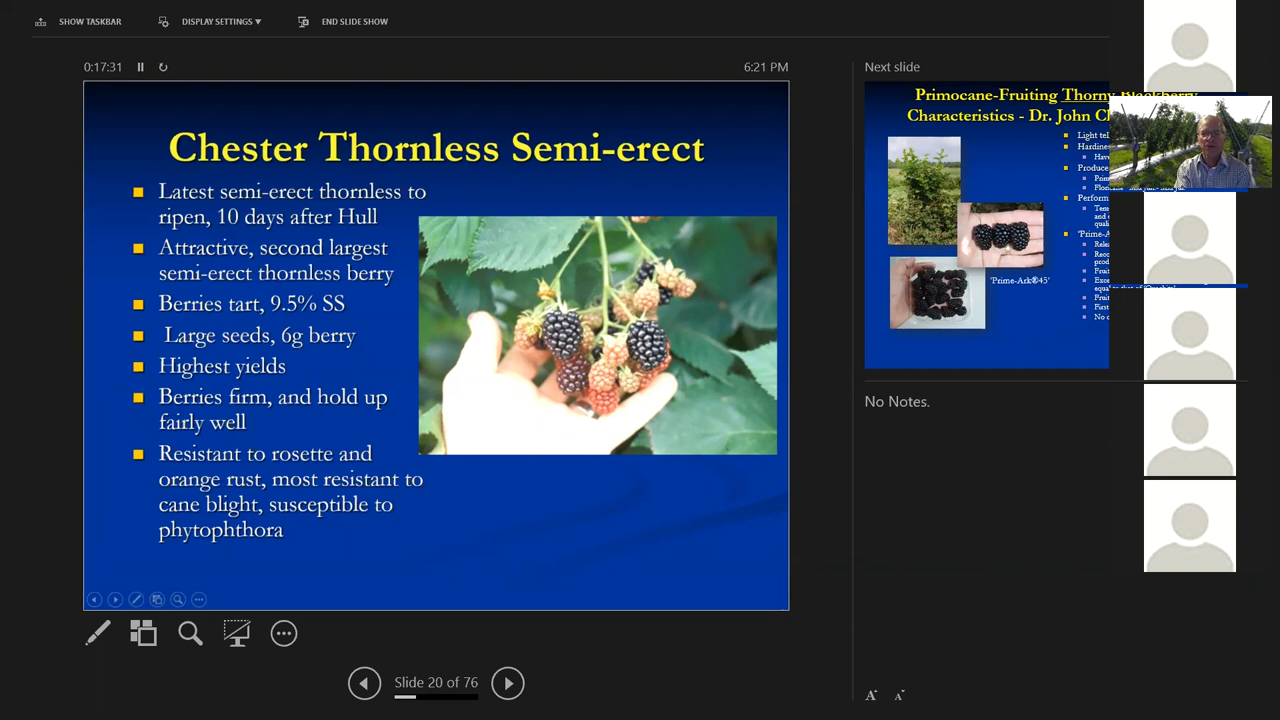 SHOW TASKBAR
DISPLAY SETTINGS ▼
END SLIDE SHOW
0:17:31
6:21 PM
Chester Thornless Semi-erect
Latest semi-erect thornless to
ripen, 10 days after Hull
Attractive, second largest
semi-erect thornless berry
Berries tart, 9.5% SS
Large seeds, 6g berry
Highest yields
Berries firm, and hold up
fairly well
Resistant to rosette and
orange rust, most resistant to
cane blight, susceptible to
phytophthora
Slide 20 of 76
Next slide
Primocane-Fruiting Thorny Blackberry
Characteristics - Dr. John
Light
'Prime-Ark®45'
No Notes.
A
A